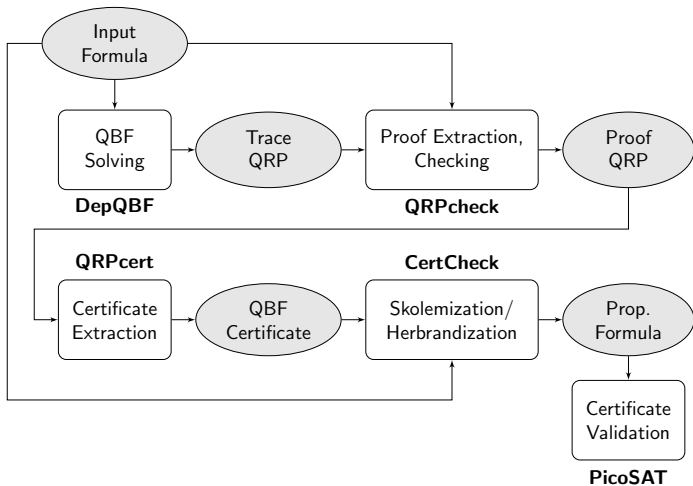 Input
Formula
QBF
Solving
DepQBF
Trace
QRP
Proof Extraction,
Checking
QRPcheck
Proof
QRP
QRPcert
Certificate
Extraction
QBF
Certificate
CertCheck
Skolemization/
Herbrandization
Prop.
Formula
Certificate
Validation
PicoSAT